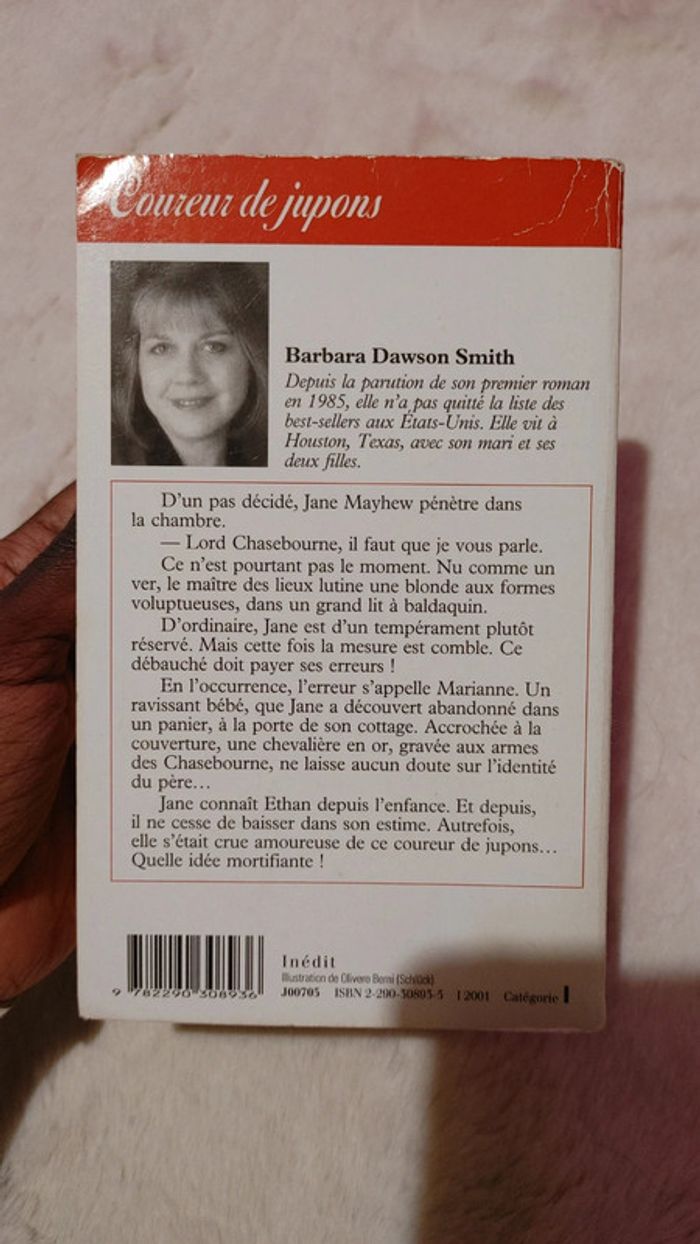 Coureur de jupons
Barbara Dawson Smith
Depuis la parution de son premier roman
en 1985, elle n'a pas quitté la liste des
best-sellers aux États-Unis. Elle vit à
Houston, Texas, avec son mari et ses
deux filles.
D'un pas décidé, Jane Mayhew pénètre dans
la chambre.
— Lord Chasebourne, il faut que je vous parle.
Ce n'est pourtant pas le moment. Nu comme un
ver, le maître des lieux lutine une blonde aux formes
voluptueuses, dans un grand lit à baldaquin.
D'ordinaire, Jane est d'un tempérament plutôt
réservé. Mais cette fois la mesure est comble. Ce
débauché doit payer ses erreurs !
En l'occurrence, l'erreur s'appelle Marianne. Un
ravissant bébé, que Jane a découvert abandonné dans
un panier, à la porte de son cottage. Accrochée à la
couverture, une chevalière en or, gravée aux armes
des Chasebourne, ne laisse aucun doute sur l'identité
du père...
Jane connaît Ethan depuis l'enfance. Et depuis,
il ne cesse de baisser dans son estime. Autrefois,
elle s'était crue amoureuse de ce coureur de jupons...
Quelle idée mortifiante !
Inédit
Illustration de Olivero Berni (Schlück)
J00705 ISBN 2-290-30893-5 I 2001 Catégorie I
9 782290 308936